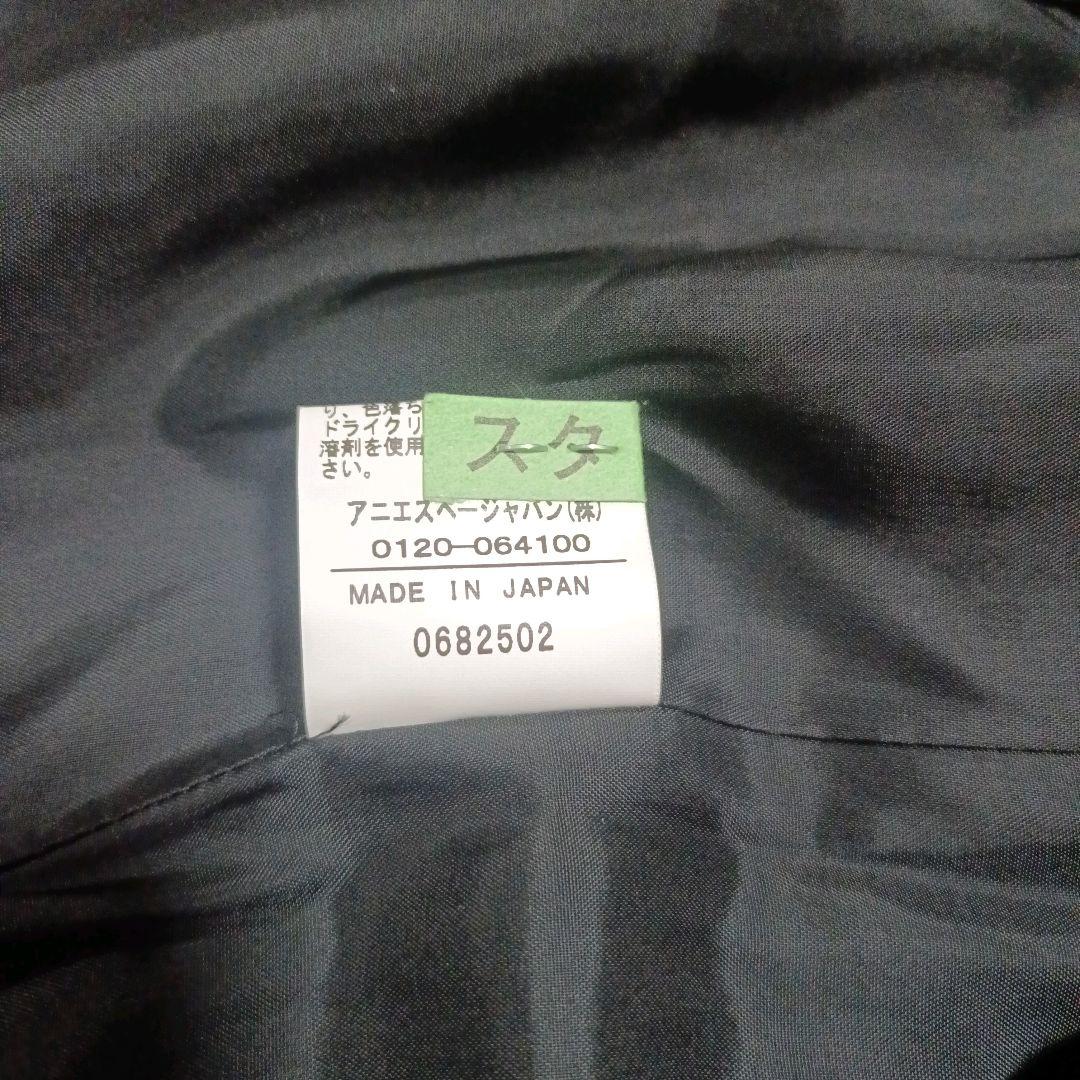 り、色落ち
ドライクリ
溶剤を使用
さい。
スタ
アニエスベージャパン(株)
0120-064100
MADE IN JAPAN
0682502